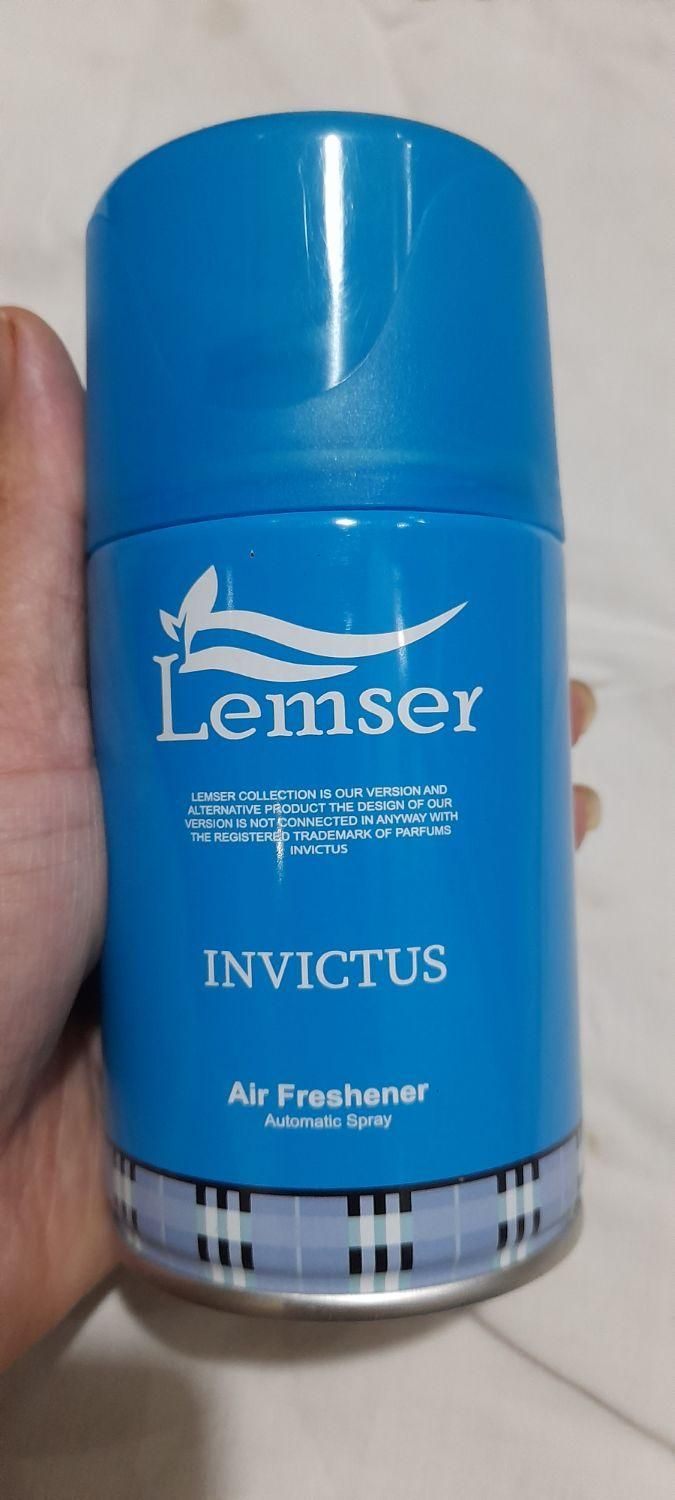 Lemser
LEMSER COLLECTION IS OUR VERSION AND
ALTERNATIVE PRODUCT THE DESIGN OF OUR
VERSION IS NOT CONNECTED IN ANYWAY WITH
THE REGISTERED TRADEMARK OF PARFUMS
INVICTUS
INVICTUS
Air Freshener
Automatic Spray